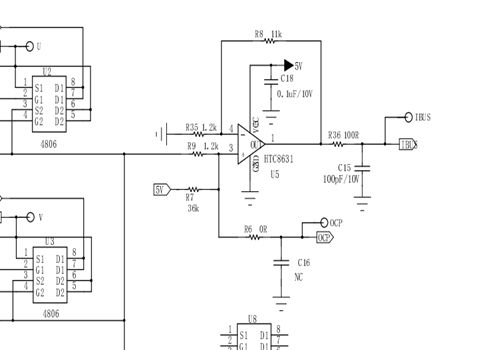 R8 11k
U
5V
U2
C18
1 S1 D1 8
2 G1 D1 7
3 S2 D2 6
4 G2 D2 5
0.1uF/10V
VCC
4806
R35 1.2k 4
OUT 1
R9 1.2k 3
GND
HTC8631
U5
R36 100R
IBUS
IBUS
C15
100pF/10V
5V
R7
36k
V
R6 0R
OCP
OCP
U3
1 S1 D1 8
2 G1 D1 7
3 S2 D2 6
4 G2 D2 5
C16
NC
4806
U8
1 S1 D1 8
2 G1 D1 7